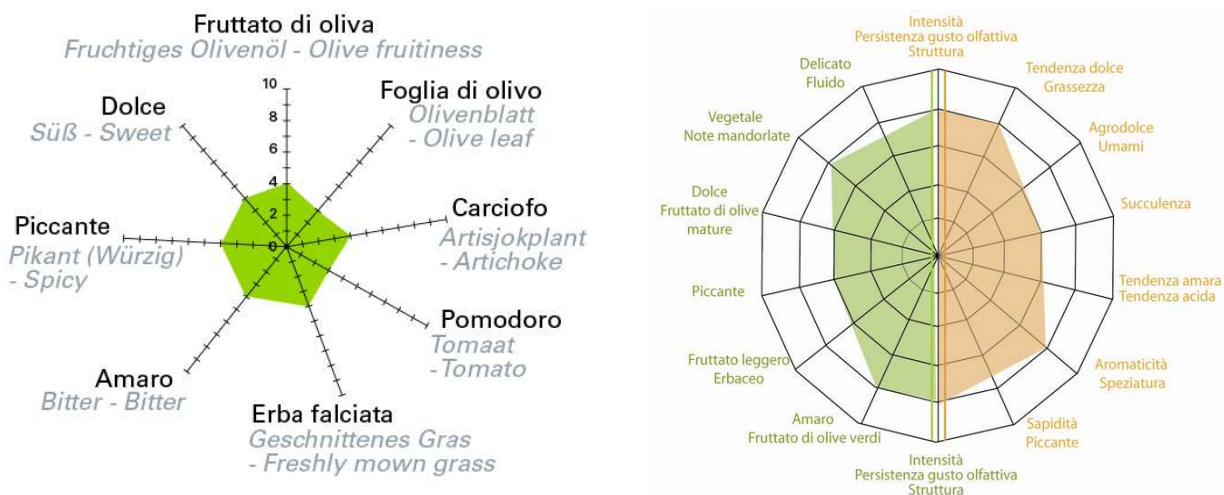 Fruttato di oliva
Fruchtiges Olivenöl - Olive fruitiness
Foglia di olivo
Olivenblatt
- Olive leaf
Carciofo
Artisjokplant
- Artichoke
Pomodoro
Tomaat
-Tomato
Erba falciata
Geschnittenes Gras
- Freshly mown grass
Amaro
Bitter - Bitter
Piccante
Pikant (Würzig)
- Spicy
Dolce
Süß - Sweet
10
8
6
4
2
0
Intensità
Persistenza gusto olfattiva
Struttura
Tendenza dolce
Grassezza
Agrodolce
Umami
Succulenza
Tendenza amara
Tendenza acida
Aromaticità
Speziatura
Sapidità
Piccante
Intensità
Persistenza gusto olfattiva
Struttura
Amaro
Fruttato di olive verdi
Fruttato leggero
Erbaceo
Piccante
Dolce
Fruttato di olive
mature
Vegetale
Note mandorlate
Delicato
Fluido